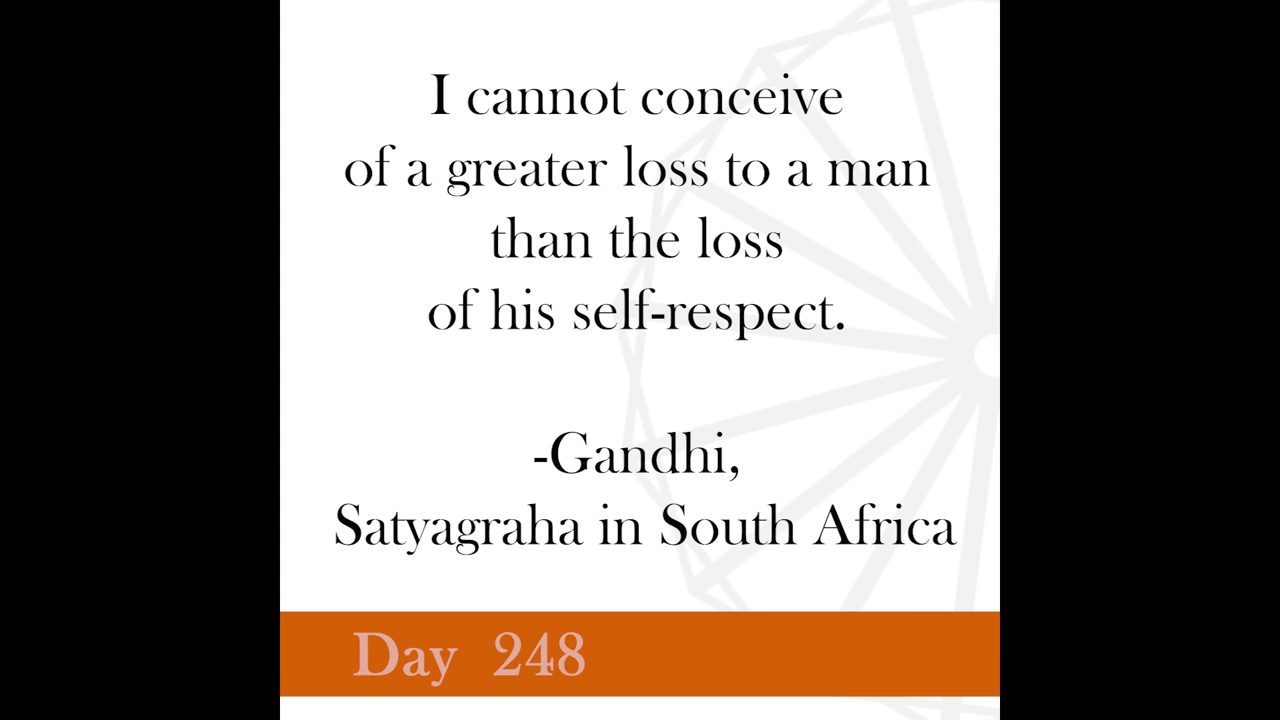 I cannot conceive
of a greater loss to a man
than the loss
of his self-respect.
-Gandhi,
Satyagraha in South Africa
Day 248